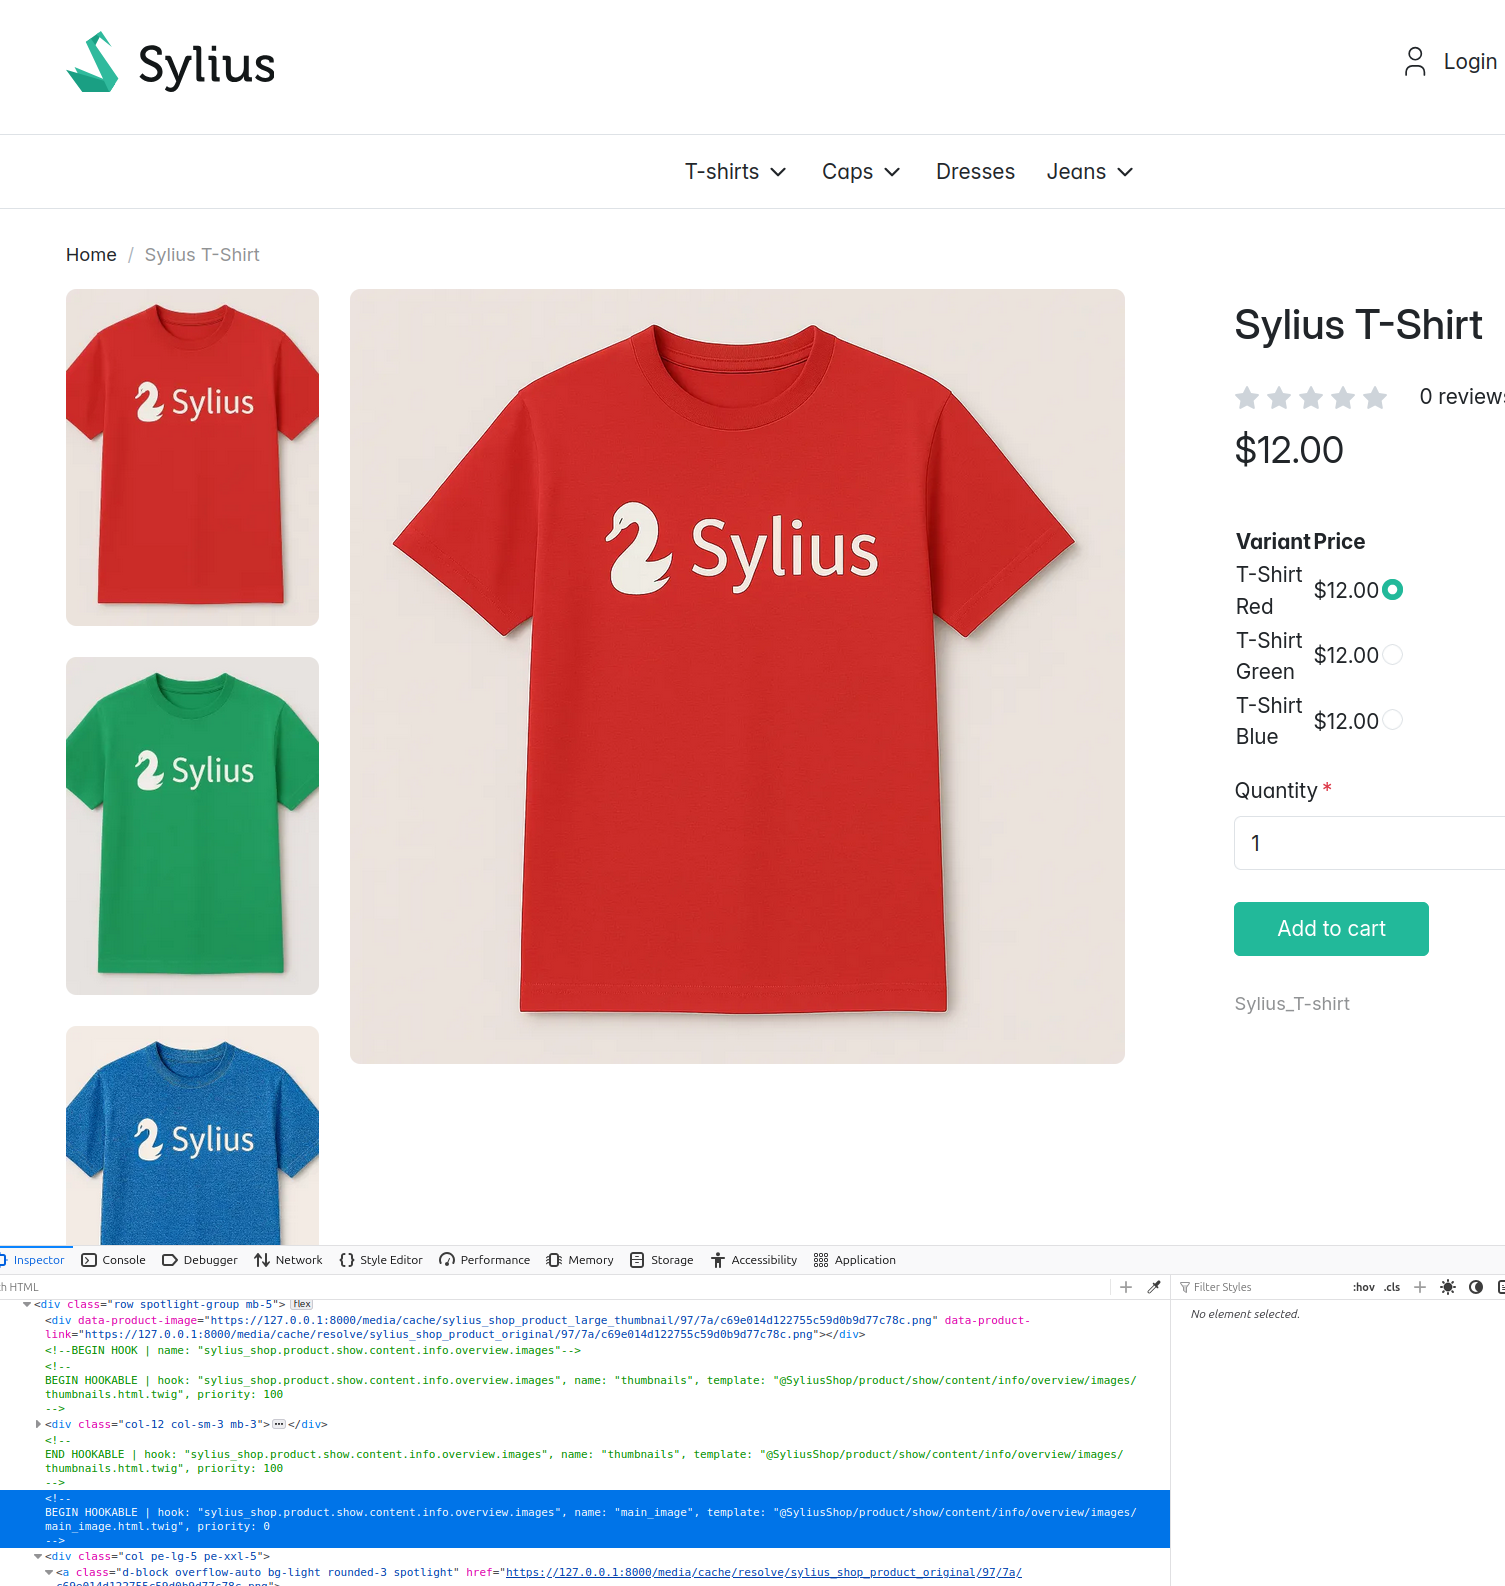 Sylius
Login
T-shirts
Caps
Dresses
Jeans
Home / Sylius T-Shirt
Sylius
Sylius
Sylius
Sylius
Sylius T-Shirt
0 reviews
$12.00
Variant Price
T-Shirt
Red
$12.00
T-Shirt
Green
$12.00
T-Shirt
Blue
$12.00
Quantity *
1
Add to cart
Sylius_T-shirt
Inspector Console Debugger Network Style Editor Performance Memory Storage Accessibility Application
h HTML
Filter Styles
:hov .cls
No element selected.
<div class="row spotlight-group mb-5"> flex
<div data-product-image="https://127.0.0.1:8000/media/cache/sylius_shop_product_large_thumbnail/97/7a/c69e014d122755c59d0b9d77c78c.png" data-product-
link="https://127.0.0.1:8000/media/cache/resolve/sylius_shop_product_original/97/7a/c69e014d122755c59d0b9d77c78c.png"></div>
<!--BEGIN HOOK | name: "sylius_shop.product.show.content.info.overview.images"-->
<!--
BEGIN HOOKABLE | hook: "sylius_shop.product.show.content.info.overview.images", name: "thumbnails", template: "@SyliusShop/product/show/content/info/overview/images/
thumbnails.html.twig", priority: 100
-->
<div class="col-12 col-sm-3 mb-3">⋯</div>
<!--
END HOOKABLE | hook: "sylius_shop.product.show.content.info.overview.images", name: "thumbnails", template: "@SyliusShop/product/show/content/info/overview/images/
thumbnails.html.twig", priority: 100
-->
<!--
BEGIN HOOKABLE | hook: "sylius_shop.product.show.content.info.overview.images", name: "main_image", template: "@SyliusShop/product/show/content/info/overview/images/
main_image.html.twig", priority: 0
-->
<div class="col pe-lg-5 pe-xxl-5">
<a class="d-block overflow-auto bg-light rounded-3 spotlight" href="https://127.0.0.1:8000/media/cache/resolve/sylius_shop_product_original/97/7a/
c69e014d122755c59d0b9d77c78c.png">